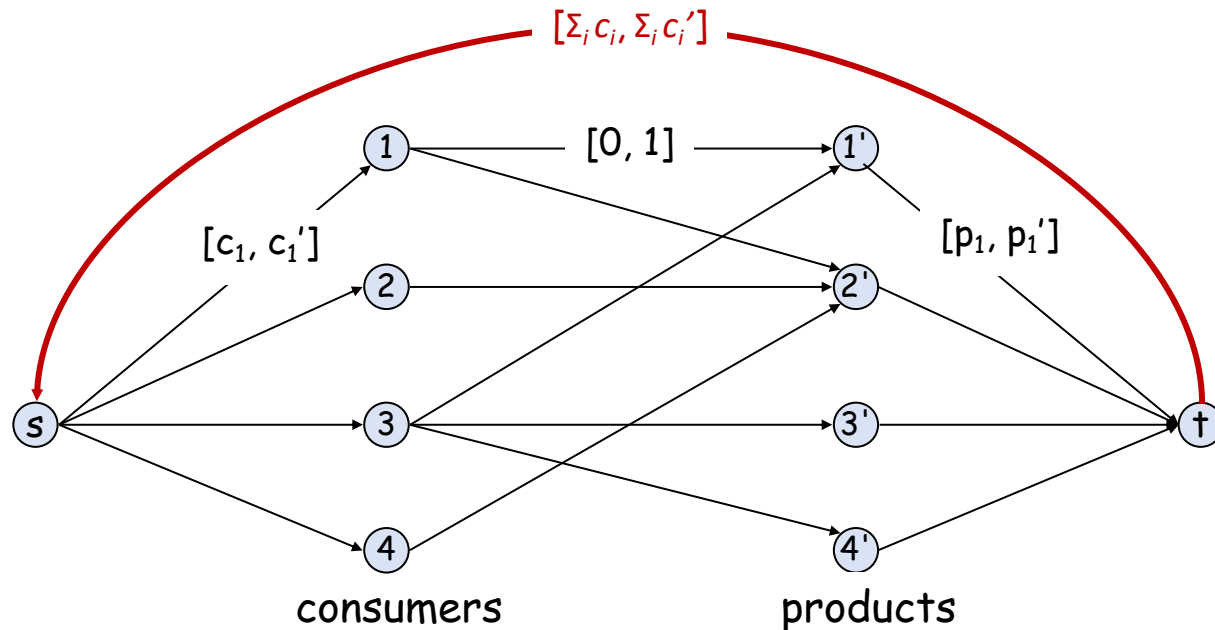 [Σᵢ cᵢ, Σᵢ cᵢ′]
1
[0, 1]
1'
[c₁, c₁']
[p₁, p₁']
2
2'
s
3
3'
t
4
4'
consumers
products